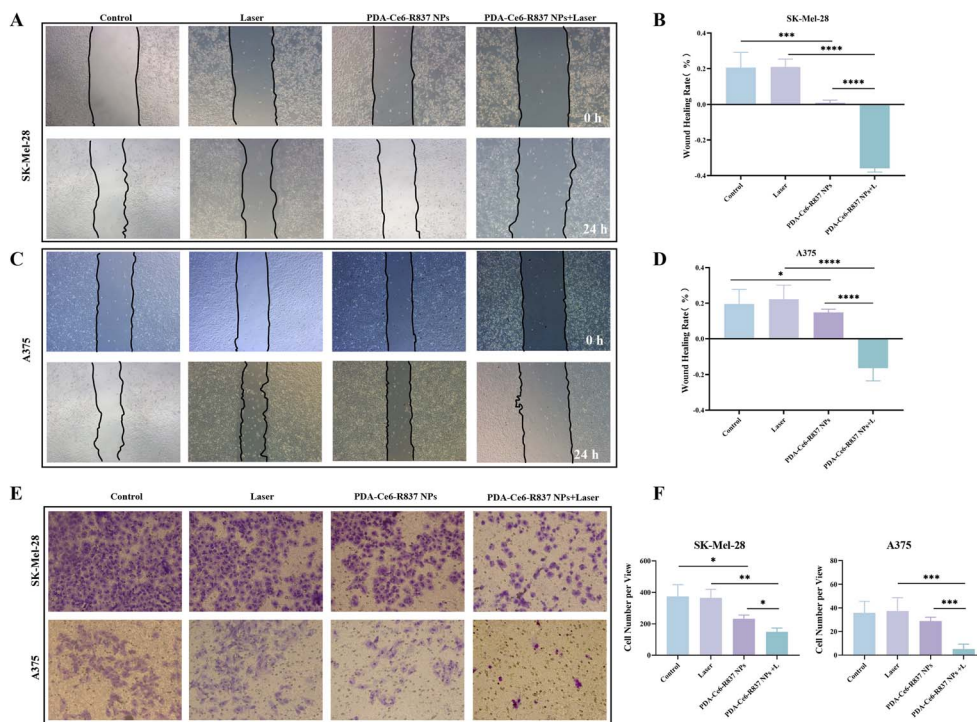 A
Control
Laser
PDA-Ce6-R837 NPs
PDA-Ce6-R837 NPs+Laser
SK-Mel-28
0 h
24 h
B
SK-Mel-28
Wound Healing Rate( %)
0.4
0.2
0.0
-0.2
-0.4
***
****
****
Control
Laser
PDA-Ce6-R837 NPs
PDA-Ce6-R837 NPs+L
C
A375
0 h
24 h
D
A375
Wound Healing Rate( %)
0.4
0.2
0.0
-0.2
-0.4
****
*
****
Control
Laser
PDA-Ce6-R837 NPs
PDA-Ce6-R837 NPs+L
E
Control
Laser
PDA-Ce6-R837 NPs
PDA-Ce6-R837 NPs+Laser
SK-Mel-28
A375
F
SK-Mel-28
Cell Number per View
600
400
200
0
*
**
*
Control
Laser
PDA-Ce6-R837 NPs
PDA-Ce6-R837 NPs +L
A375
Cell Number per View
80
60
40
20
0
***
***
Control
Laser
PDA-Ce6-R837 NPs
PDA-Ce6-R837 NPs +L